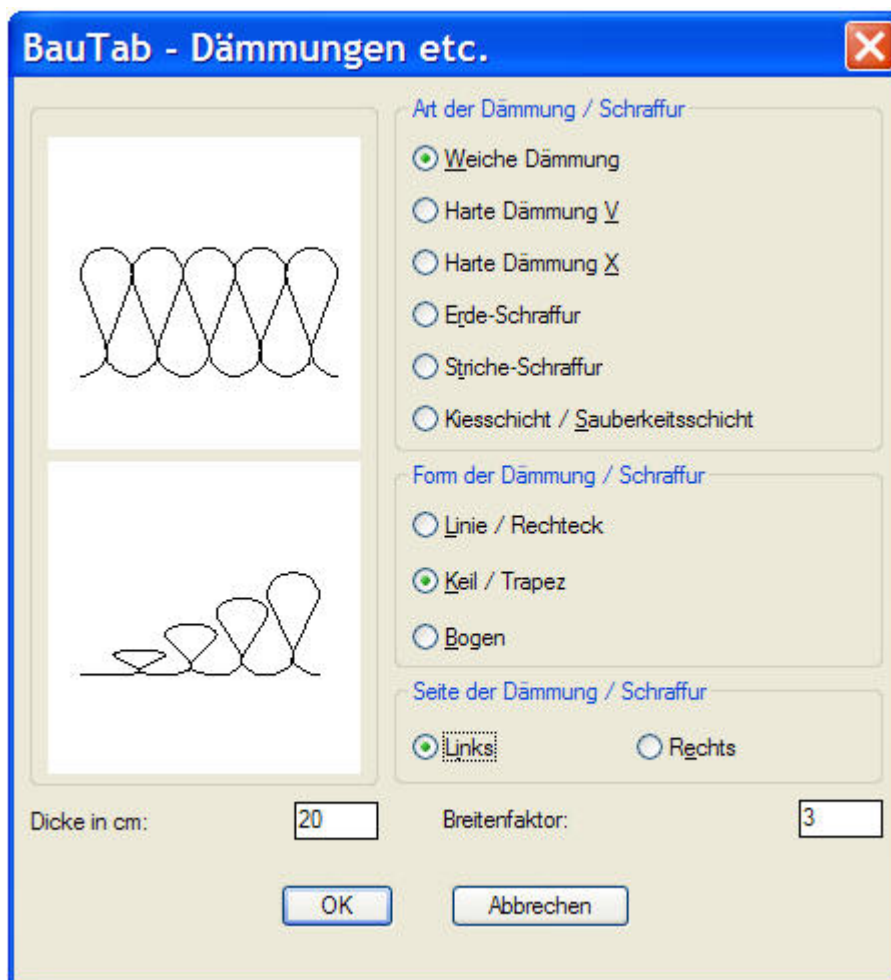 BauTab - Dämmungen etc.
Art der Dämmung / Schraffur
Weiche Dämmung
Harte Dämmung V
Harte Dämmung X
Erde-Schraffur
Striche-Schraffur
Kiesschicht / Sauberkeitsschicht
Form der Dämmung / Schraffur
Linie / Rechteck
Keil / Trapez
Bogen
Seite der Dämmung / Schraffur
Links Rechts
Dicke in cm: 20 Breitenfaktor: 3
OK Abbrechen